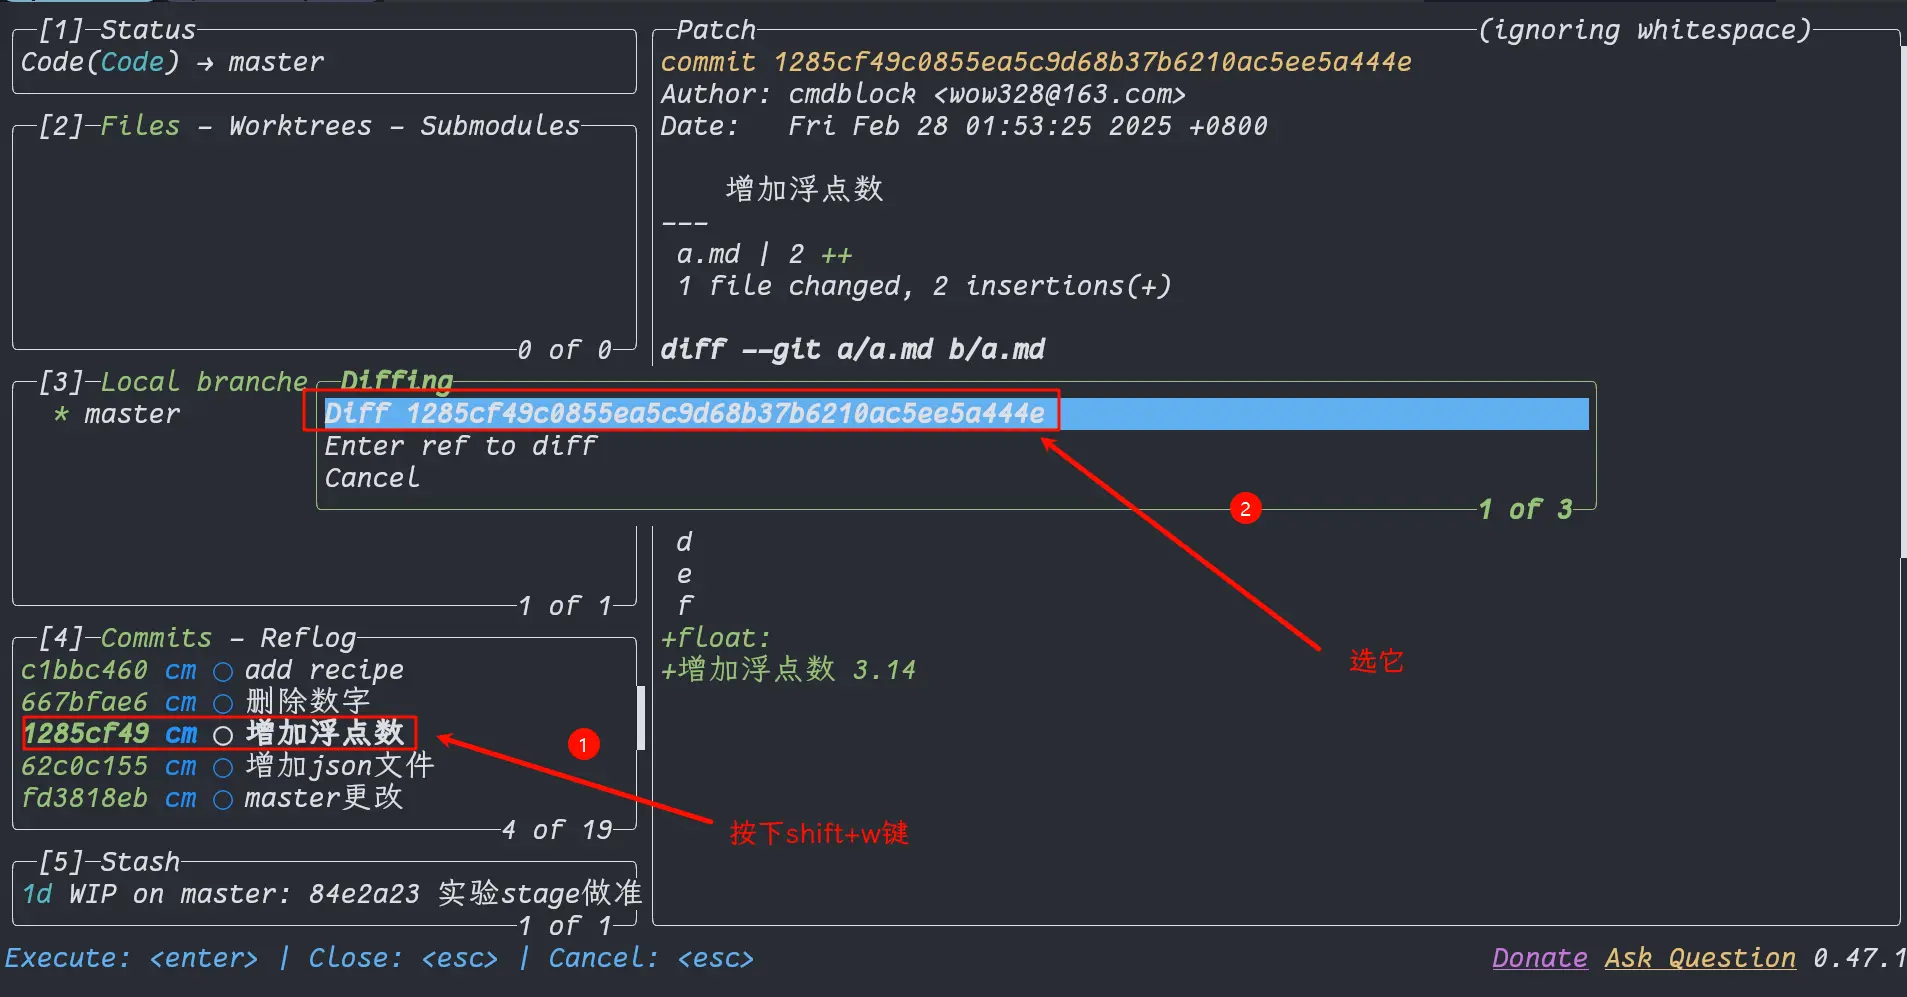 [1] Status
Code(Code) → master
[2] Files - Worktrees - Submodules
0 of 0
[3] Local branche
* master
1 of 1
[4] Commits - Reflog
c1bbc460 cm ○ add recipe
667bfae6 cm ○ 删除数字
1285cf49 cm ○ 增加浮点数
62c0c155 cm ○ 增加json文件
fd3818eb cm ○ master更改
4 of 19
[5] Stash
1d WIP on master: 84e2a23 实验stage做准
1 of 1
Patch
(ignoring whitespace)
commit 1285cf49c0855ea5c9d68b37b6210ac5ee5a444e
Author: cmdblock <wow328@163.com>
Date:   Fri Feb 28 01:53:25 2025 +0800
增加浮点数
---
a.md | 2 ++
1 file changed, 2 insertions(+)
diff --git a/a.md b/a.md
Diffing
Diff 1285cf49c0855ea5c9d68b37b6210ac5ee5a444e
Enter ref to diff
Cancel
1 of 3
2
d
e
f
+float:
+增加浮点数 3.14
选它
1
按下shift+w键
Execute: <enter> | Close: <esc> | Cancel: <esc>
Donate Ask Question 0.47.1